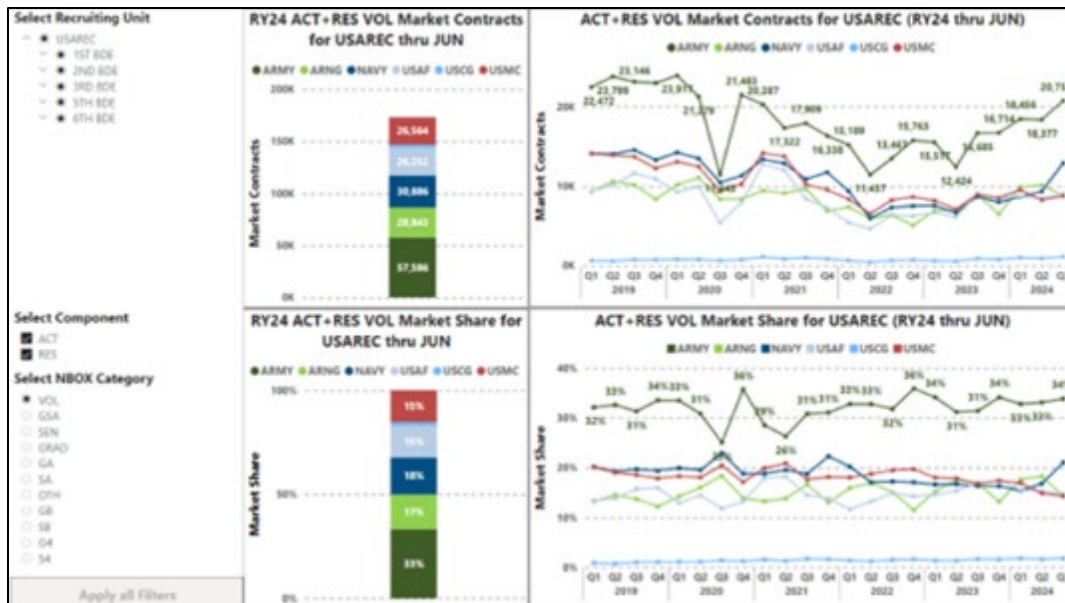 Select Recruiting Unit
USAREC
1ST BDE
2ND BDE
3RD BDE
5TH BDE
6TH BDE
Select Component
ACT
RES
Select NBOX Category
VOL
GSA
SEN
GRAD
GA
SA
OTH
GB
SB
G4
S4
Apply all Filters
RY24 ACT+RES VOL Market Contracts
for USAREC thru JUN
ARMY ARNG NAVY USAF USCG USMC
200K
150K
100K
50K
0K
Market Contracts
26,564
26,252
30,886
28,843
57,586
ACT+RES VOL Market Contracts for USAREC (RY24 thru JUN)
ARMY ARNG NAVY USAF USCG USMC
Market Contracts
20K
10K
0K
22,472
23,799
23,146
23,917
21,279
21,483
20,287
17,322
17,909
16,338
15,189
11,457
13,463
15,763
15,517
12,424
14,685
16,714
18,456
18,377
Q1 Q2 Q3 Q4 Q1 Q2 Q3 Q4 Q1 Q2 Q3 Q4 Q1 Q2 Q3 Q4 Q1 Q2 Q3 Q4 Q1 Q2
2019 2020 2021 2022 2023 2024
RY24 ACT+RES VOL Market Share for
USAREC thru JUN
ARMY ARNG NAVY USAF USCG USMC
100%
50%
0%
Market Share
15%
15%
18%
17%
33%
ACT+RES VOL Market Share for USAREC (RY24 thru JUN)
ARMY ARNG NAVY USAF USCG USMC
Market Share
40%
30%
20%
10%
0%
32%
33%
31%
34%
33%
31%
36%
29%
26%
31%
31%
33%
33%
32%
36%
34%
31%
31%
34%
33%
33%
34%
Q1 Q2 Q3 Q4 Q1 Q2 Q3 Q4 Q1 Q2 Q3 Q4 Q1 Q2 Q3 Q4 Q1 Q2 Q3 Q4 Q1 Q2
2019 2020 2021 2022 2023 2024